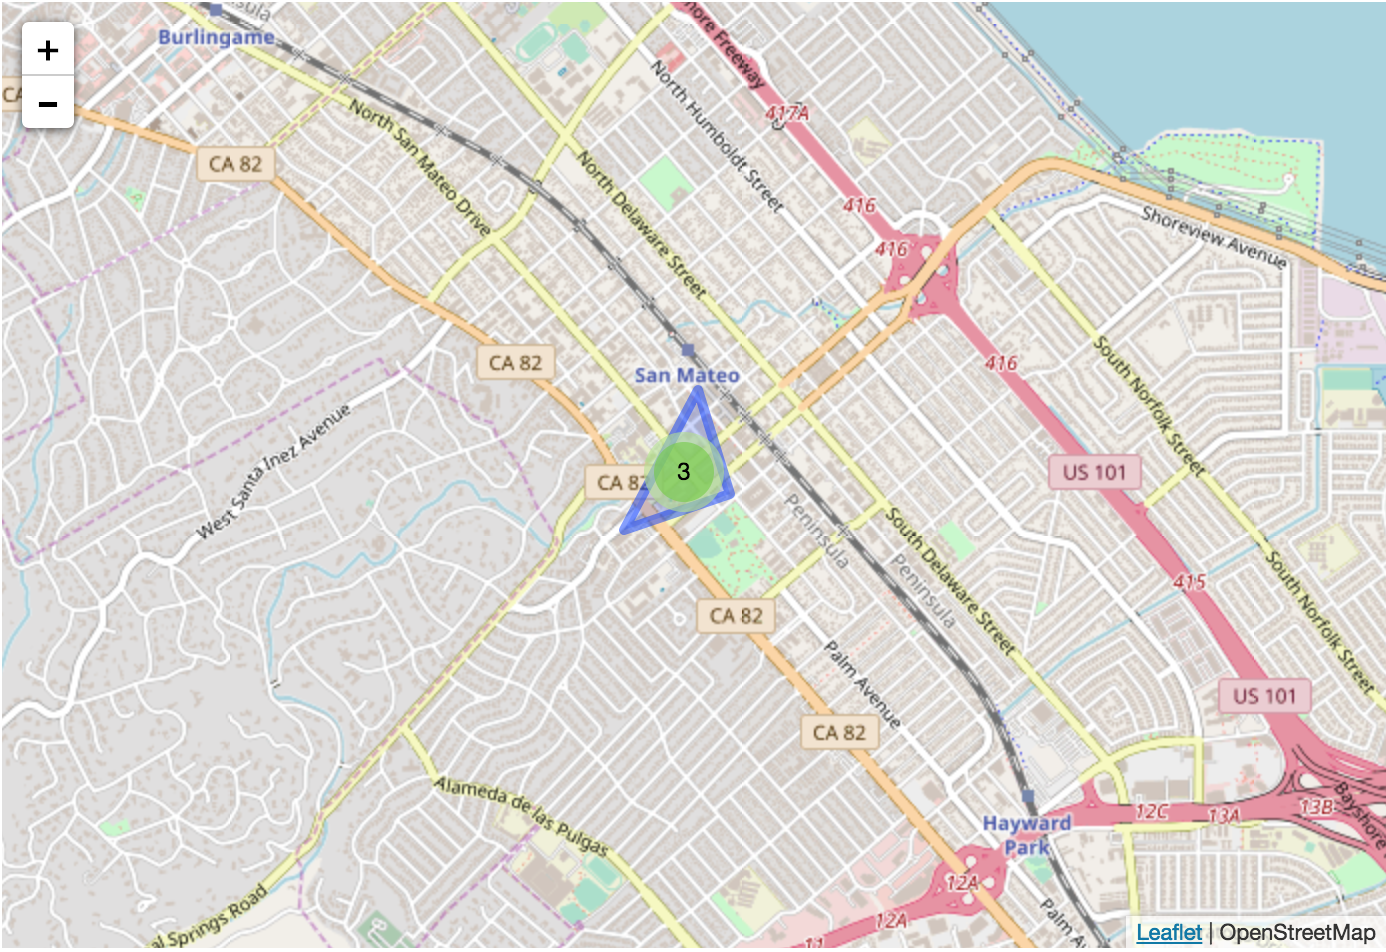 +
−
Burlingame
CA
CA 82
North San Mateo Drive
North Humboldt Street
North Delaware Street
417A
416
416
Shoreview Avenue
CA 82
San Mateo
416
South Norfolk Street
West Santa Inez Avenue
CA 82
3
US 101
Peninsula
Peninsula
South Delaware Street
415
South Norfolk Street
CA 82
Palm Avenue
CA 82
US 101
Alameda de las Pulgas
Hayward
Park
12C
13A
13B
Bayshore
12A
12A
11
Springs Road
Palm
Leaflet | OpenStreetMap